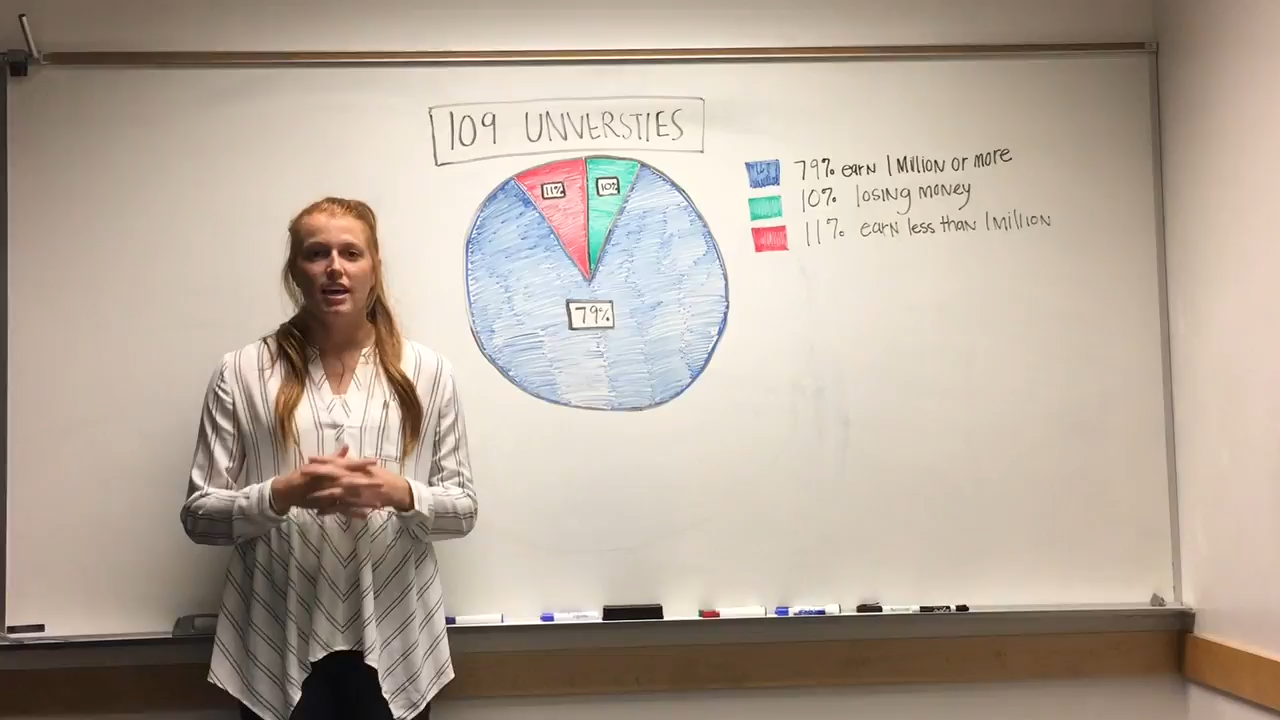 109 UNVERSTIES
11%
10%
79%
79% earn 1 Million or more
10% losing money
11% earn less than 1 Million